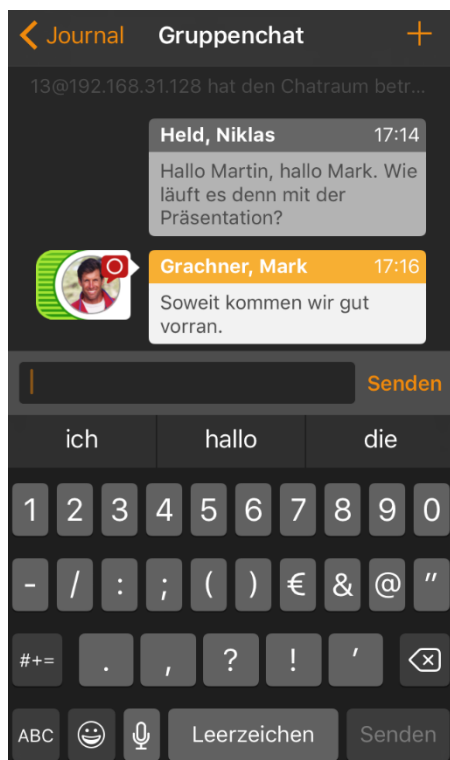 Journal Gruppenchat +
13@192.168.31.128 hat den Chatraum betr...
Held, Niklas 17:14
Hallo Martin, hallo Mark. Wie
läuft es denn mit der
Präsentation?
Grachner, Mark 17:16
Soweit kommen wir gut
vorran.
Senden
ich hallo die
1 2 3 4 5 6 7 8 9 0
- / : ; ( ) € & @ "
#+= . , ? ! '
ABC Leerzeichen Senden